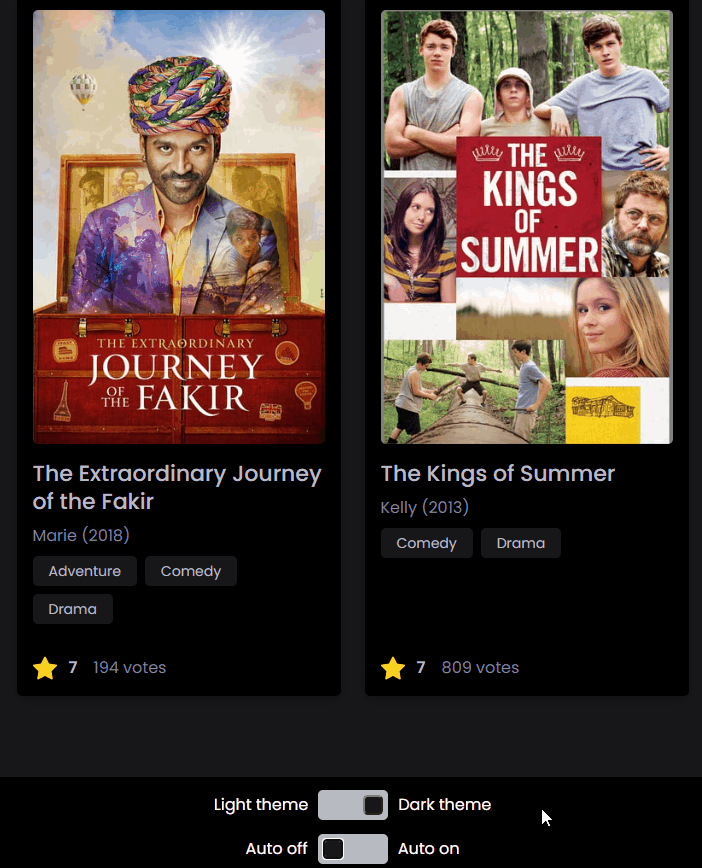 THE EXTRAORDINARY
JOURNEY
OF THE FAKIR
THE
KINGS
OF
SUMMER
The Extraordinary Journey
of the Fakir
Marie (2018)
Adventure Comedy
Drama
7 194 votes
The Kings of Summer
Kelly (2013)
Comedy Drama
7 809 votes
Light theme Dark theme
Auto off Auto on